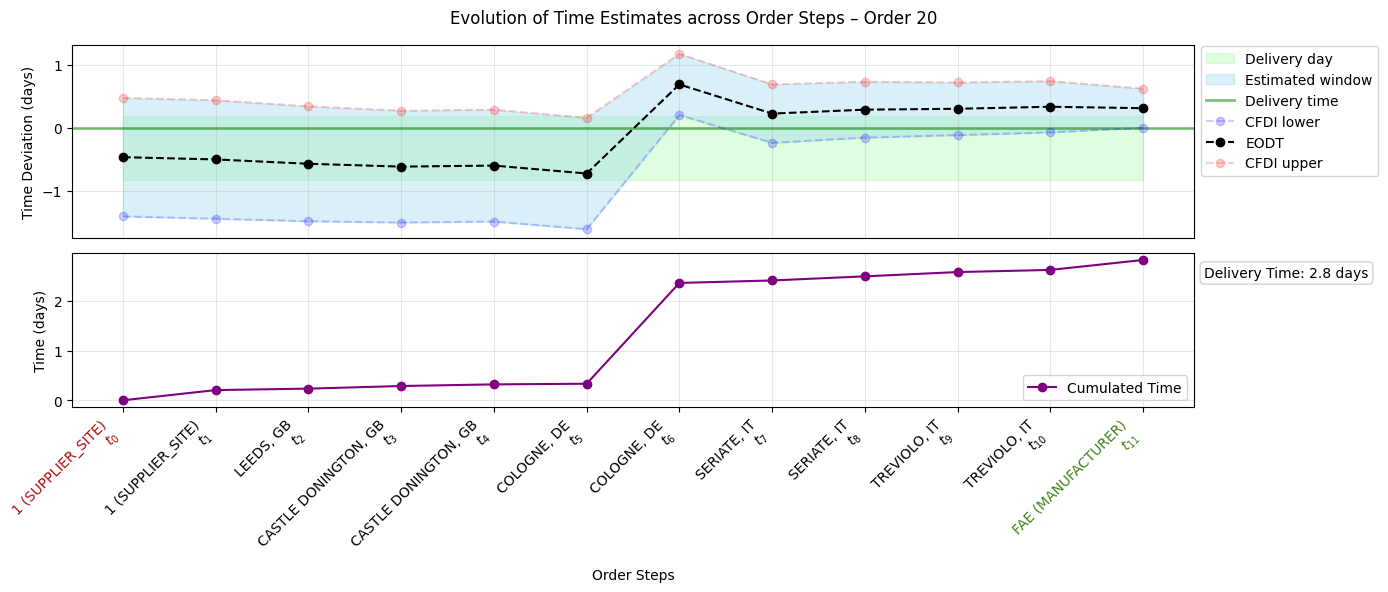 Evolution of Time Estimates across Order Steps – Order 20
Time Deviation (days)
1
0
−1
Delivery day
Estimated window
Delivery time
CFDI lower
EODT
CFDI upper
Time (days)
2
1
0
Delivery Time: 2.8 days
Cumulated Time
1 (SUPPLIER_SITE)
t0
1 (SUPPLIER_SITE)
t1
LEEDS, GB
t2
CASTLE DONINGTON, GB
t3
CASTLE DONINGTON, GB
t4
COLOGNE, DE
t5
COLOGNE, DE
t6
SERIATE, IT
t7
SERIATE, IT
t8
TREVIOLO, IT
t9
TREVIOLO, IT
t10
FAE (MANUFACTURER)
t11
Order Steps